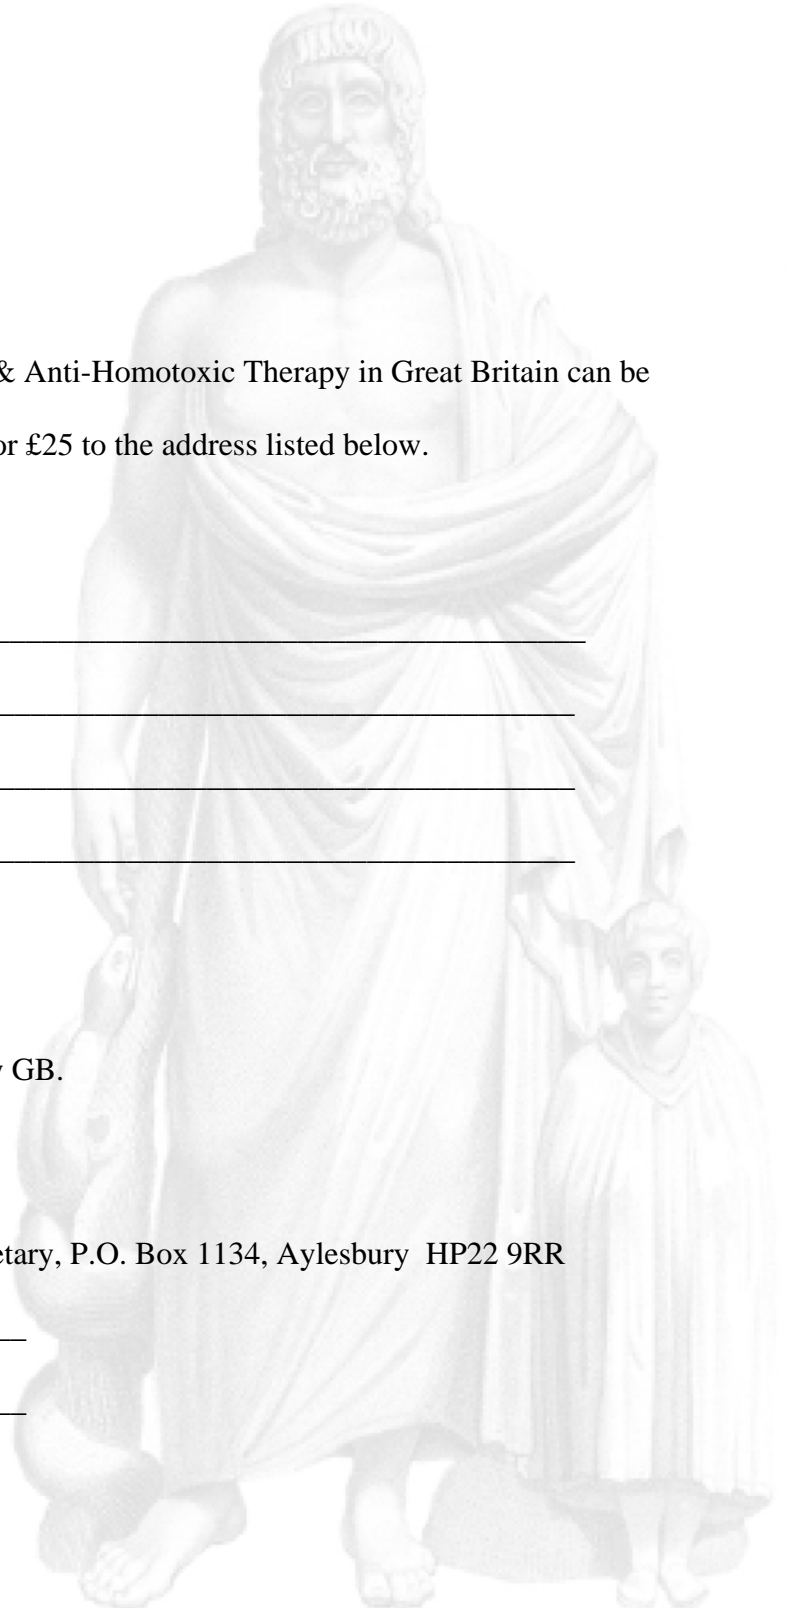 & Anti-Homotoxic Therapy in Great Britain can be
or £25 to the address listed below.
GB.
etary, P.O. Box 1134, Aylesbury HP22 9RR